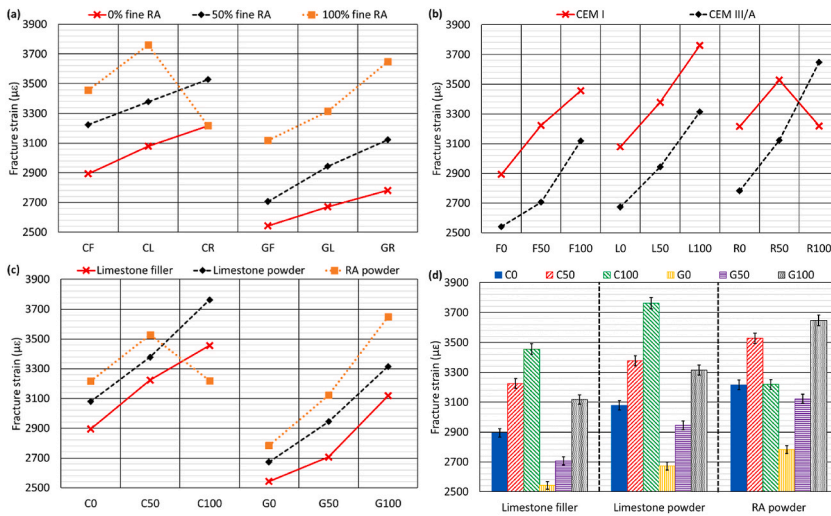 (a)
0% fine RA
50% fine RA
100% fine RA
Fracture strain (με)
3900
3700
3500
3300
3100
2900
2700
2500
CF CL CR GF GL GR
(b)
CEM I
CEM III/A
Fracture strain (με)
3900
3700
3500
3300
3100
2900
2700
2500
F0 F50 F100 L0 L50 L100 R0 R50 R100
(c)
Limestone filler
Limestone powder
RA powder
Fracture strain (με)
3900
3700
3500
3300
3100
2900
2700
2500
C0 C50 C100 G0 G50 G100
(d)
C0
C50
C100
G0
G50
G100
Fracture strain (με)
3900
3700
3500
3300
3100
2900
2700
2500
Limestone filler Limestone powder RA powder